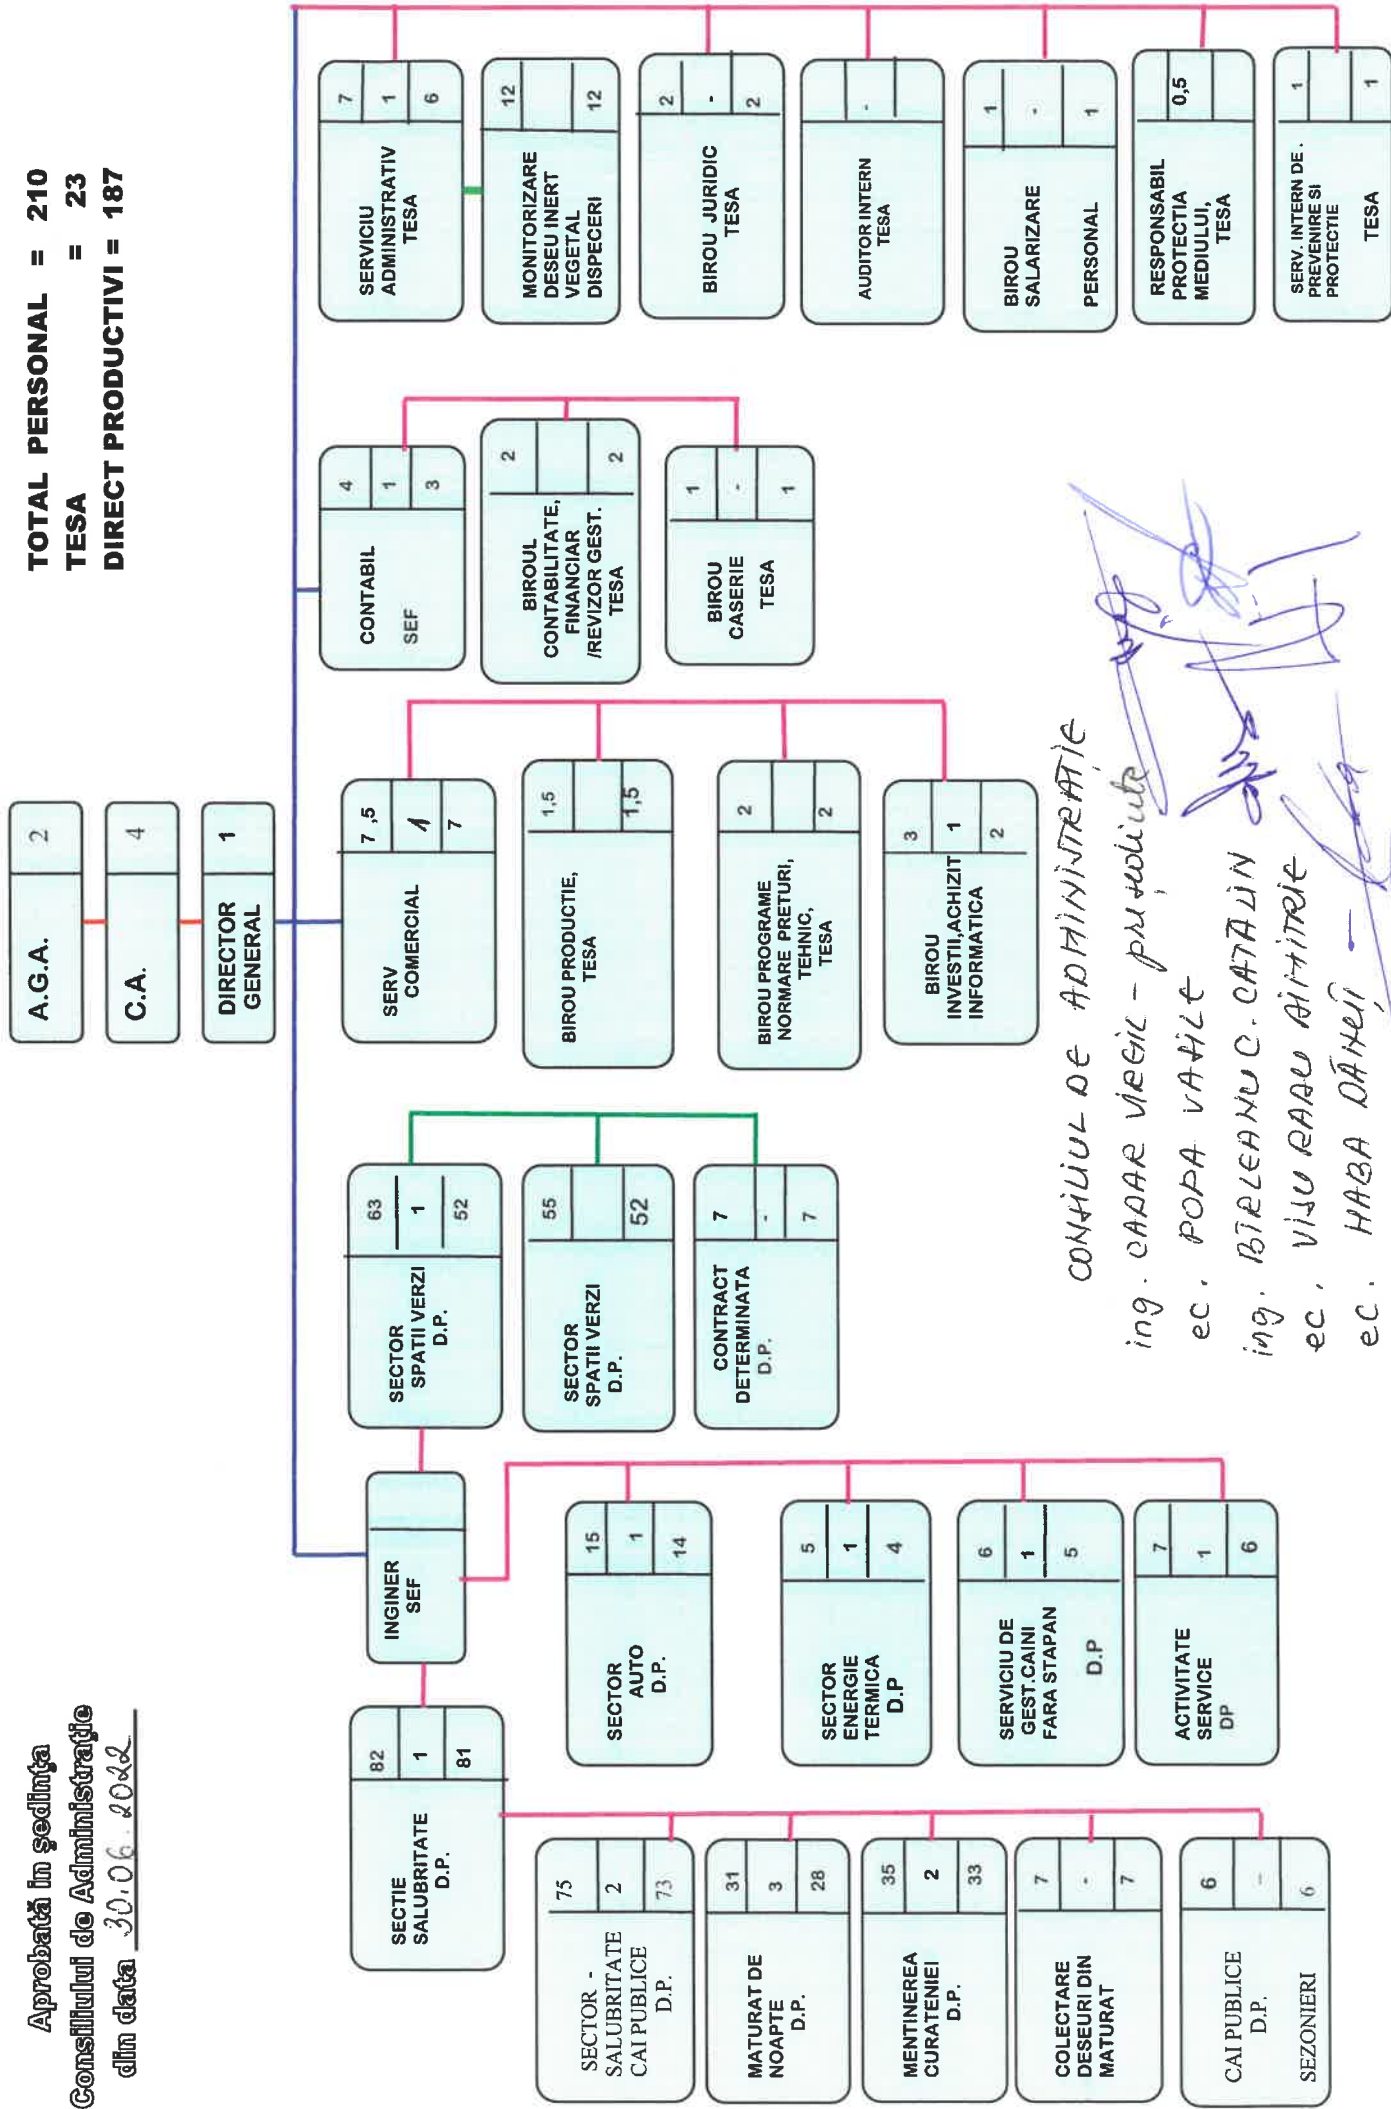 Aprobată în şedinţa
Consiliului de Administraţie
din data 30.06.2022
TOTAL PERSONAL = 210
TESA = 23
DIRECT PRODUCTIVI = 187
A.G.A.
2
C.A.
4
DIRECTOR
GENERAL
1
INGINER
SEF
SECTIE
SALUBRITATE
D.P.
82
1
81
SECTOR -
SALUBRITATE
CAI PUBLICE
D.P.
75
2
73
MATURAT DE
NOAPTE
D.P.
31
3
28
MENTINEREA
CURATENIEI
D.P.
35
2
33
COLECTARE
DESEURI DIN
MATURAT
7
-
7
CAI PUBLICE
D.P.
SEZONIERI
6
-
6
SECTOR
AUTO
D.P.
15
1
14
SECTOR
ENERGIE
TERMICA
D.P
5
1
4
SERVICIU DE
GEST.CAINI
FARA STAPAN
D.P
6
1
5
ACTIVITATE
SERVICE
DP
7
1
6
SECTOR
SPATII VERZI
D.P.
63
1
52
SECTOR
SPATII VERZI
D.P.
55
52
CONTRACT
DETERMINATA
D.P.
7
-
7
SERV
COMERCIAL
7 ,5
1
7
BIROU PRODUCTIE,
TESA
1,5
1,5
BIROU PROGRAME
NORMARE PRETURI,
TEHNIC,
TESA
2
2
BIROU
INVESTII,ACHIZIT
INFORMATICA
3
1
2
CONTABIL
SEF
4
1
3
BIROUL
CONTABILITATE,
FINANCIAR
/REVIZOR GEST.
TESA
2
2
BIROU
CASERIE
TESA
1
-
1
SERVICIU
ADMINISTRATIV
TESA
7
1
6
MONITORIZARE
DESEU INERT
VEGETAL
DISPECERI
12
12
BIROU JURIDIC
TESA
2
-
2
AUDITOR INTERN
TESA
-
BIROU
SALARIZARE
PERSONAL
1
-
1
RESPONSABIL
PROTECTIA
MEDIULUI,
TESA
0,5
SERV. INTERN DE .
PREVENIRE SI
PROTECTIE
TESA
1
1
CONSILIUL DE ADMINISTRAŢIE
ing. CADAR VIRGIL - preşedinte
ec. POPA VASILE
ing. BÎRLEANU C. CATALIN
ec. VISU RADU DIMITRIE
ec. HABA DĂNUŢ -